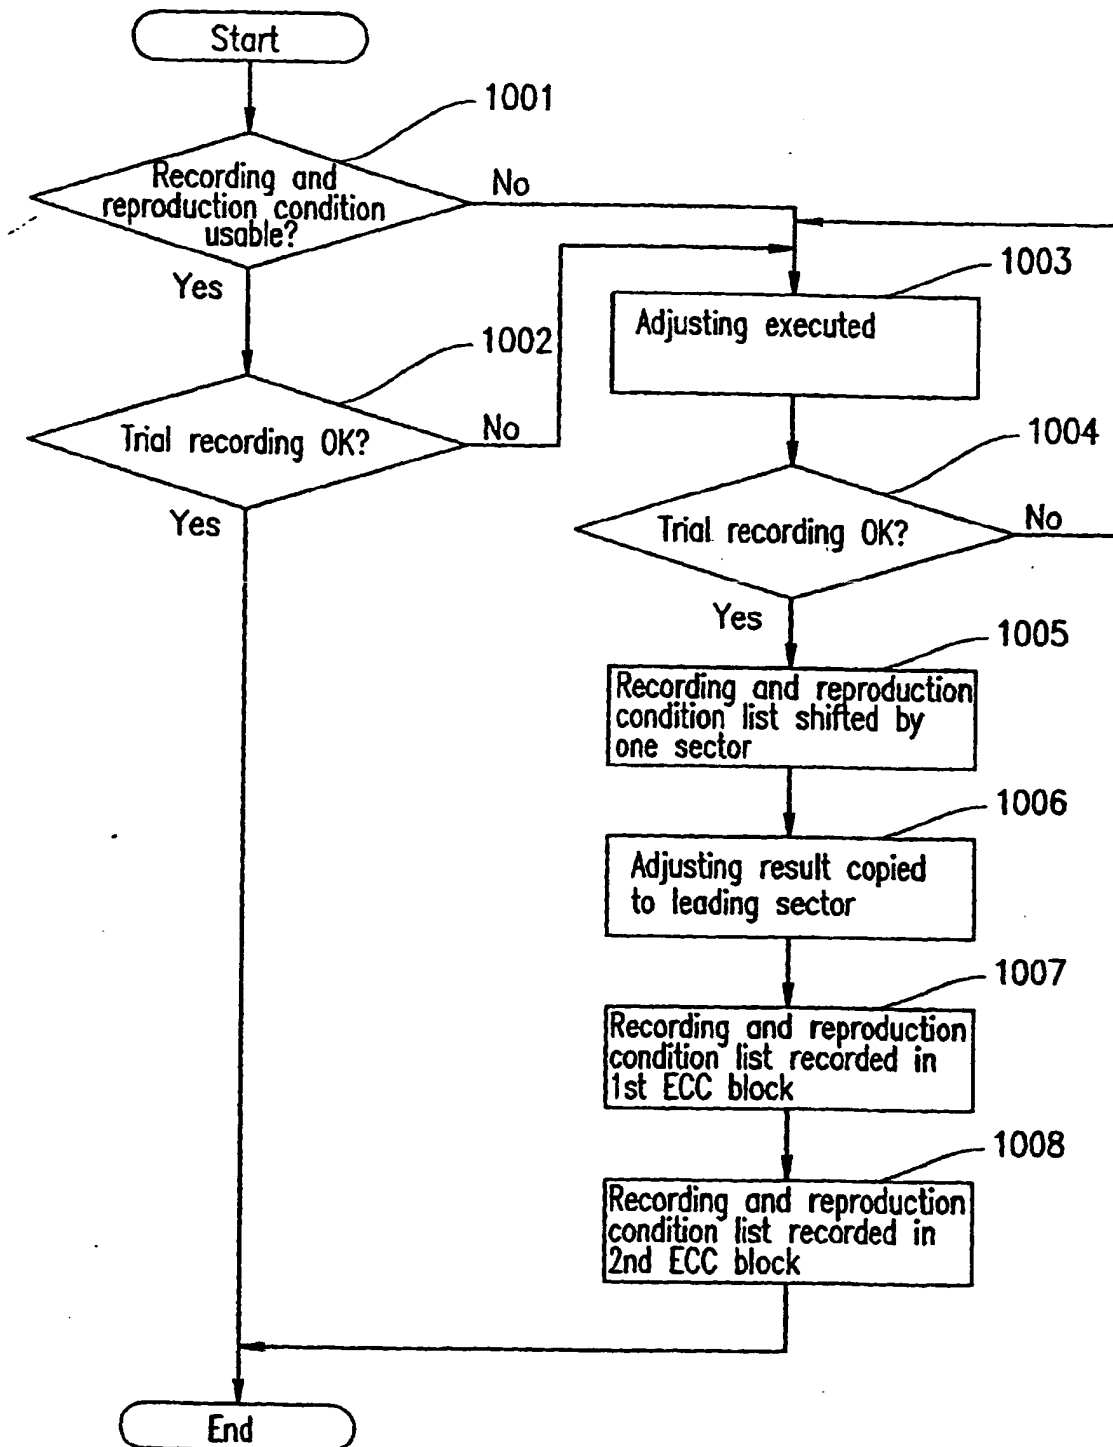 Start
1001
Recording and
reproduction condition
usable?
No
Yes
1002
Trial recording OK?
No
Yes
1003
Adjusting executed
1004
Trial recording OK?
No
Yes
1005
Recording and reproduction
condition list shifted by
one sector
1006
Adjusting result copied
to leading sector
1007
Recording and reproduction
condition list recorded in
1st ECC block
1008
Recording and reproduction
condition list recorded in
2nd ECC block
End